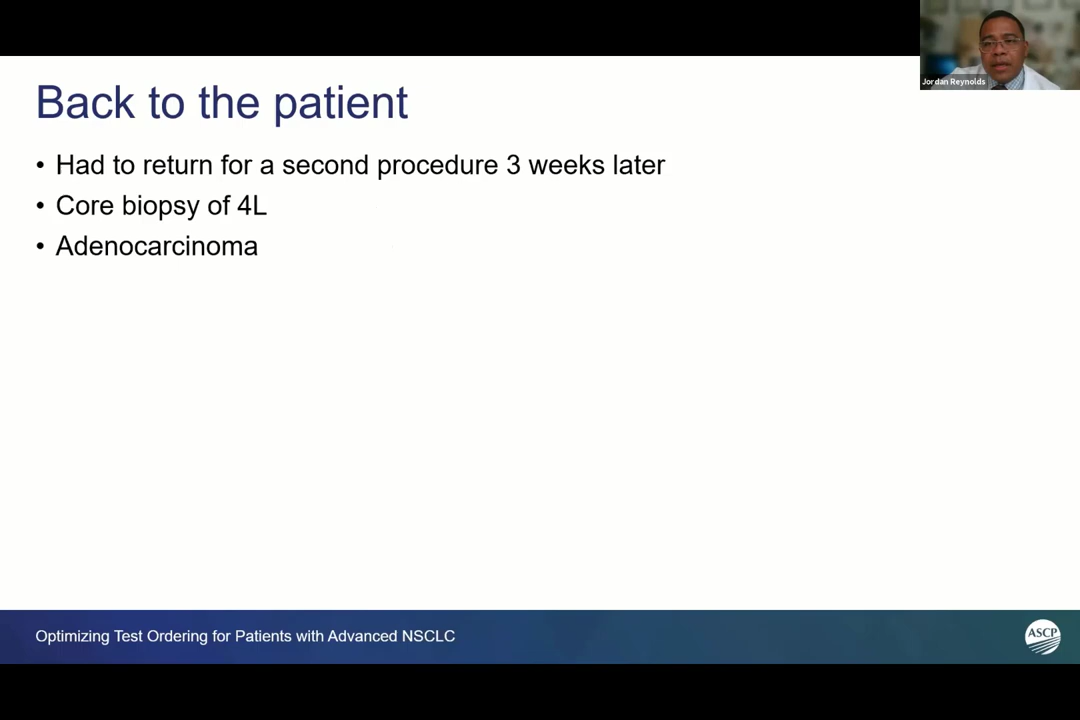 Jordan Reynolds
Back to the patient
• Had to return for a second procedure 3 weeks later
• Core biopsy of 4L
• Adenocarcinoma
Optimizing Test Ordering for Patients with Advanced NSCLC
ASCP